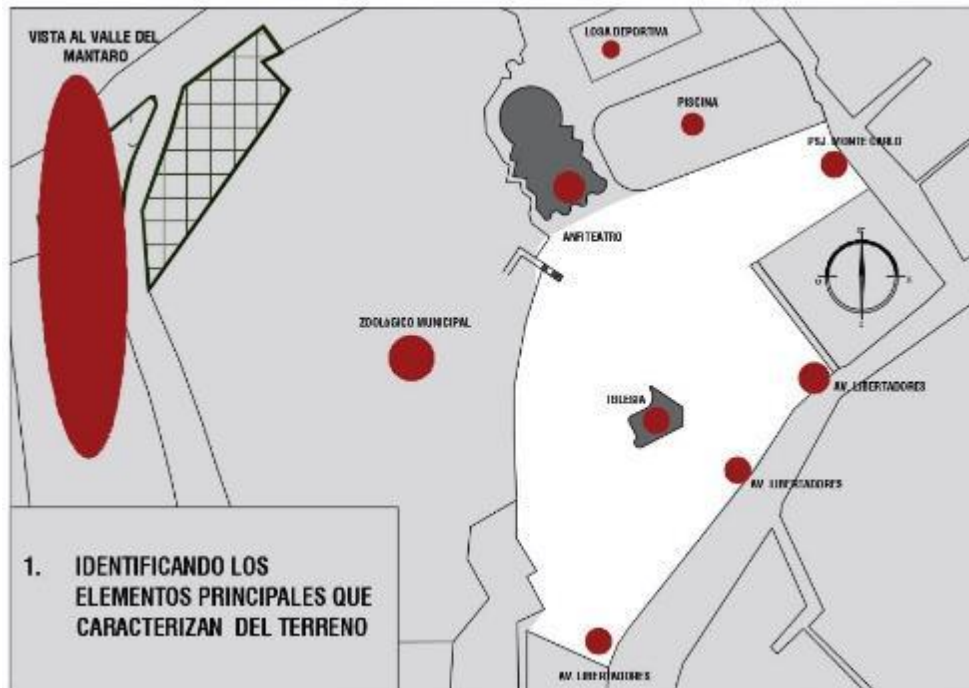 VISTA AL VALLE DEL
MANTARO
LOSA DEPORTIVA
PISCINA
PSJ. MONTE CARLO
ANFITEATRO
ZOOLóGICO MUNICIPAL
AV. LIBERTADORES
IGLESIA
AV. LIBERTADORES
1. IDENTIFICANDO LOS
ELEMENTOS PRINCIPALES QUE
CARACTERIZAN DEL TERRENO
AV. LIBERTADORES